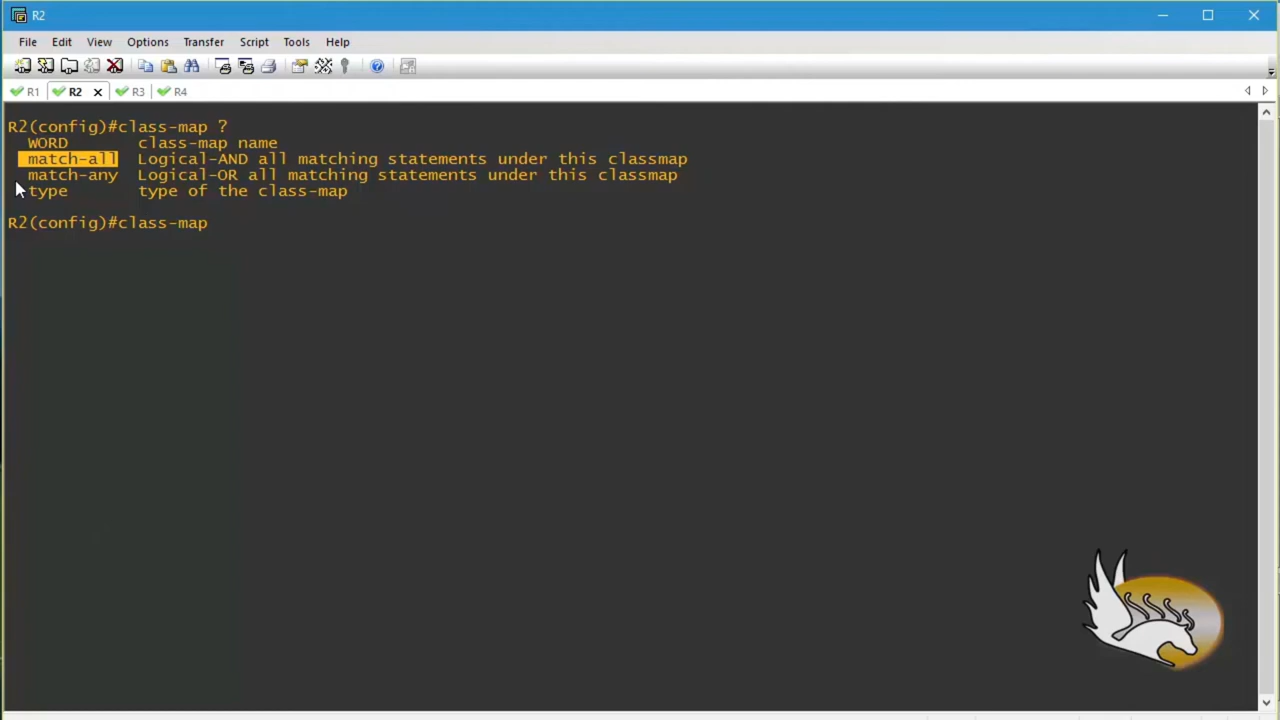 R2
File Edit View Options Transfer Script Tools Help
R1 R2 R3 R4
R2(config)#class-map ?
WORD class-map name
match-all Logical-AND all matching statements under this classmap
match-any Logical-OR all matching statements under this classmap
type type of the class-map
R2(config)#class-map